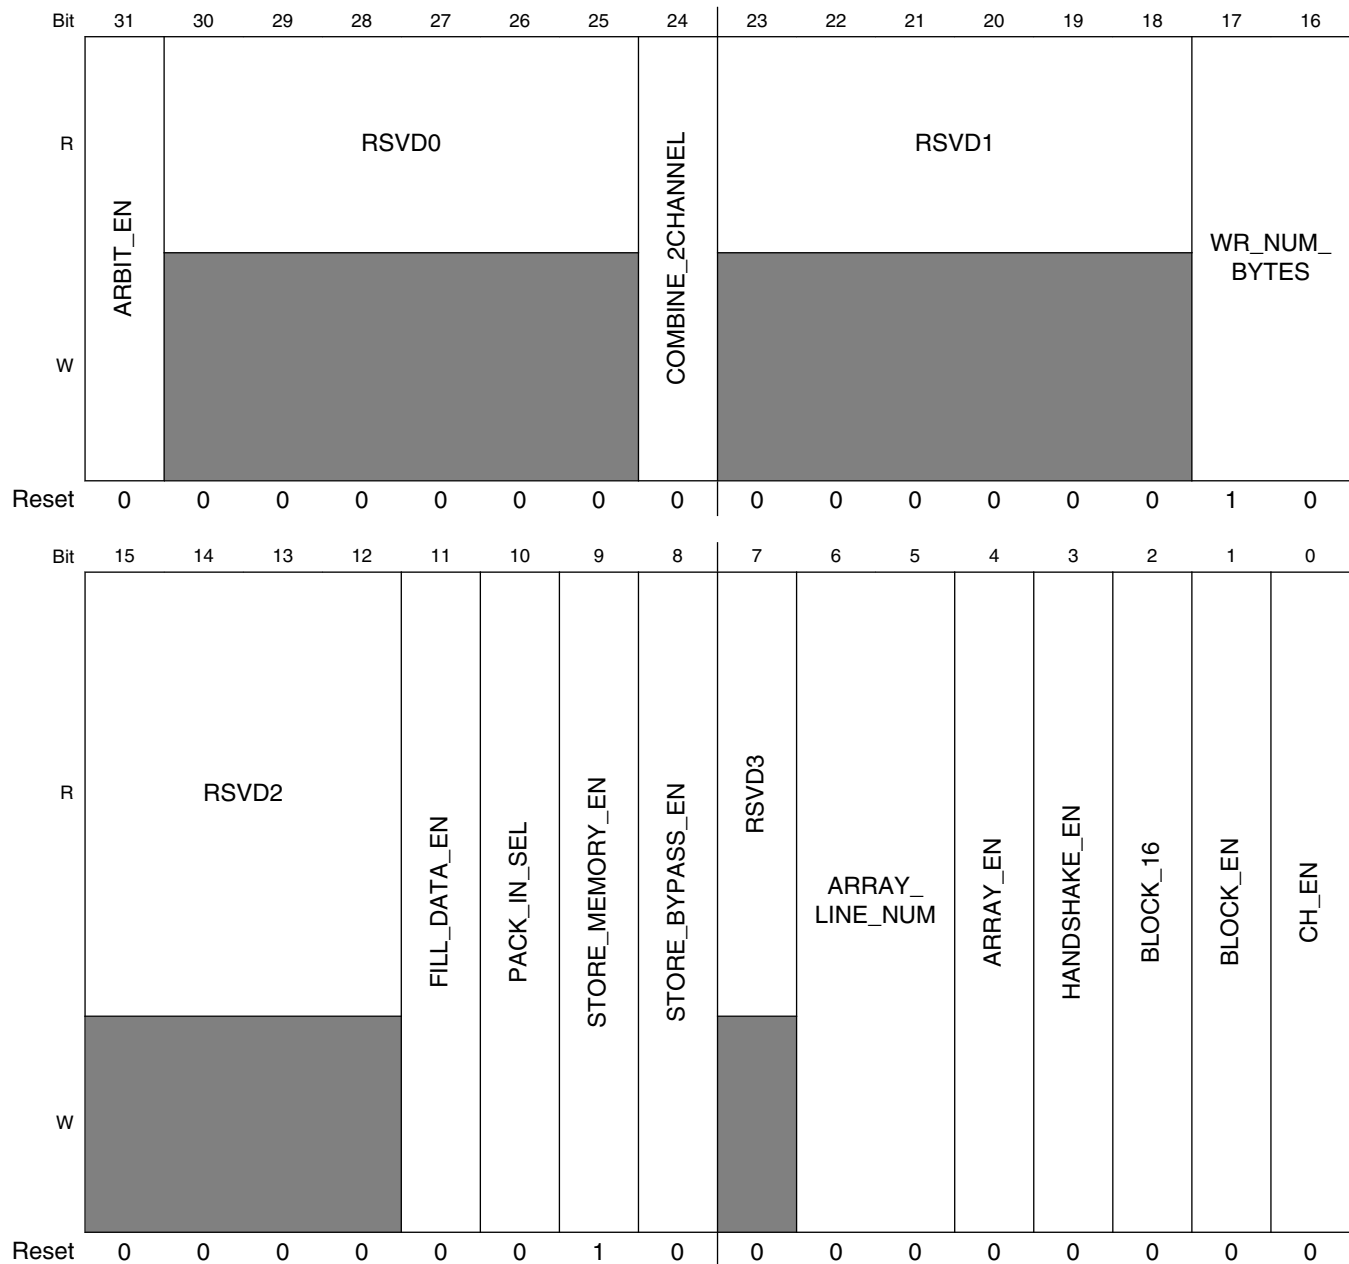 Bit 31 30 29 28 27 26 25 24 23 22 21 20 19 18 17 16
R
ARBIT_EN
RSVD0
COMBINE_2CHANNEL
RSVD1
WR_NUM_
BYTES
W
Reset 0 0 0 0 0 0 0 0 0 0 0 0 0 0 1 0
Bit 15 14 13 12 11 10 9 8 7 6 5 4 3 2 1 0
R
RSVD2
FILL_DATA_EN
PACK_IN_SEL
STORE_MEMORY_EN
STORE_BYPASS_EN
RSVD3
ARRAY_
LINE_NUM
ARRAY_EN
HANDSHAKE_EN
BLOCK_16
BLOCK_EN
CH_EN
W
Reset 0 0 0 0 0 0 1 0 0 0 0 0 0 0 0 0